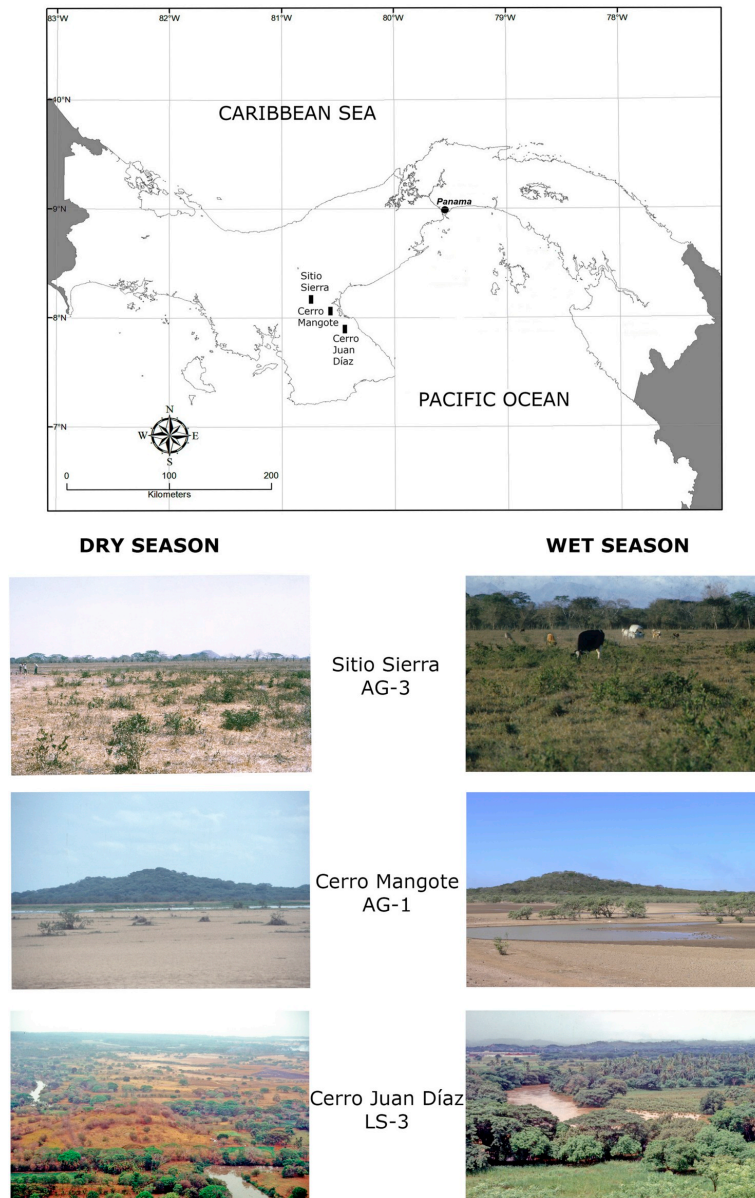 83°W
82°W
80°W
79°W
78°W
40°N
CARIBBEAN SEA
9°N
Panama
Sitio
Sierra
Cerro
Mangote
8°N
Cerro
Juan
Díaz
PACIFIC OCEAN
N
W E
S
7°N
0 100 200
Kilometers
DRY SEASON WET SEASON
Sitio Sierra
AG-3
Cerro Mangote
AG-1
Cerro Juan Díaz
LS-3